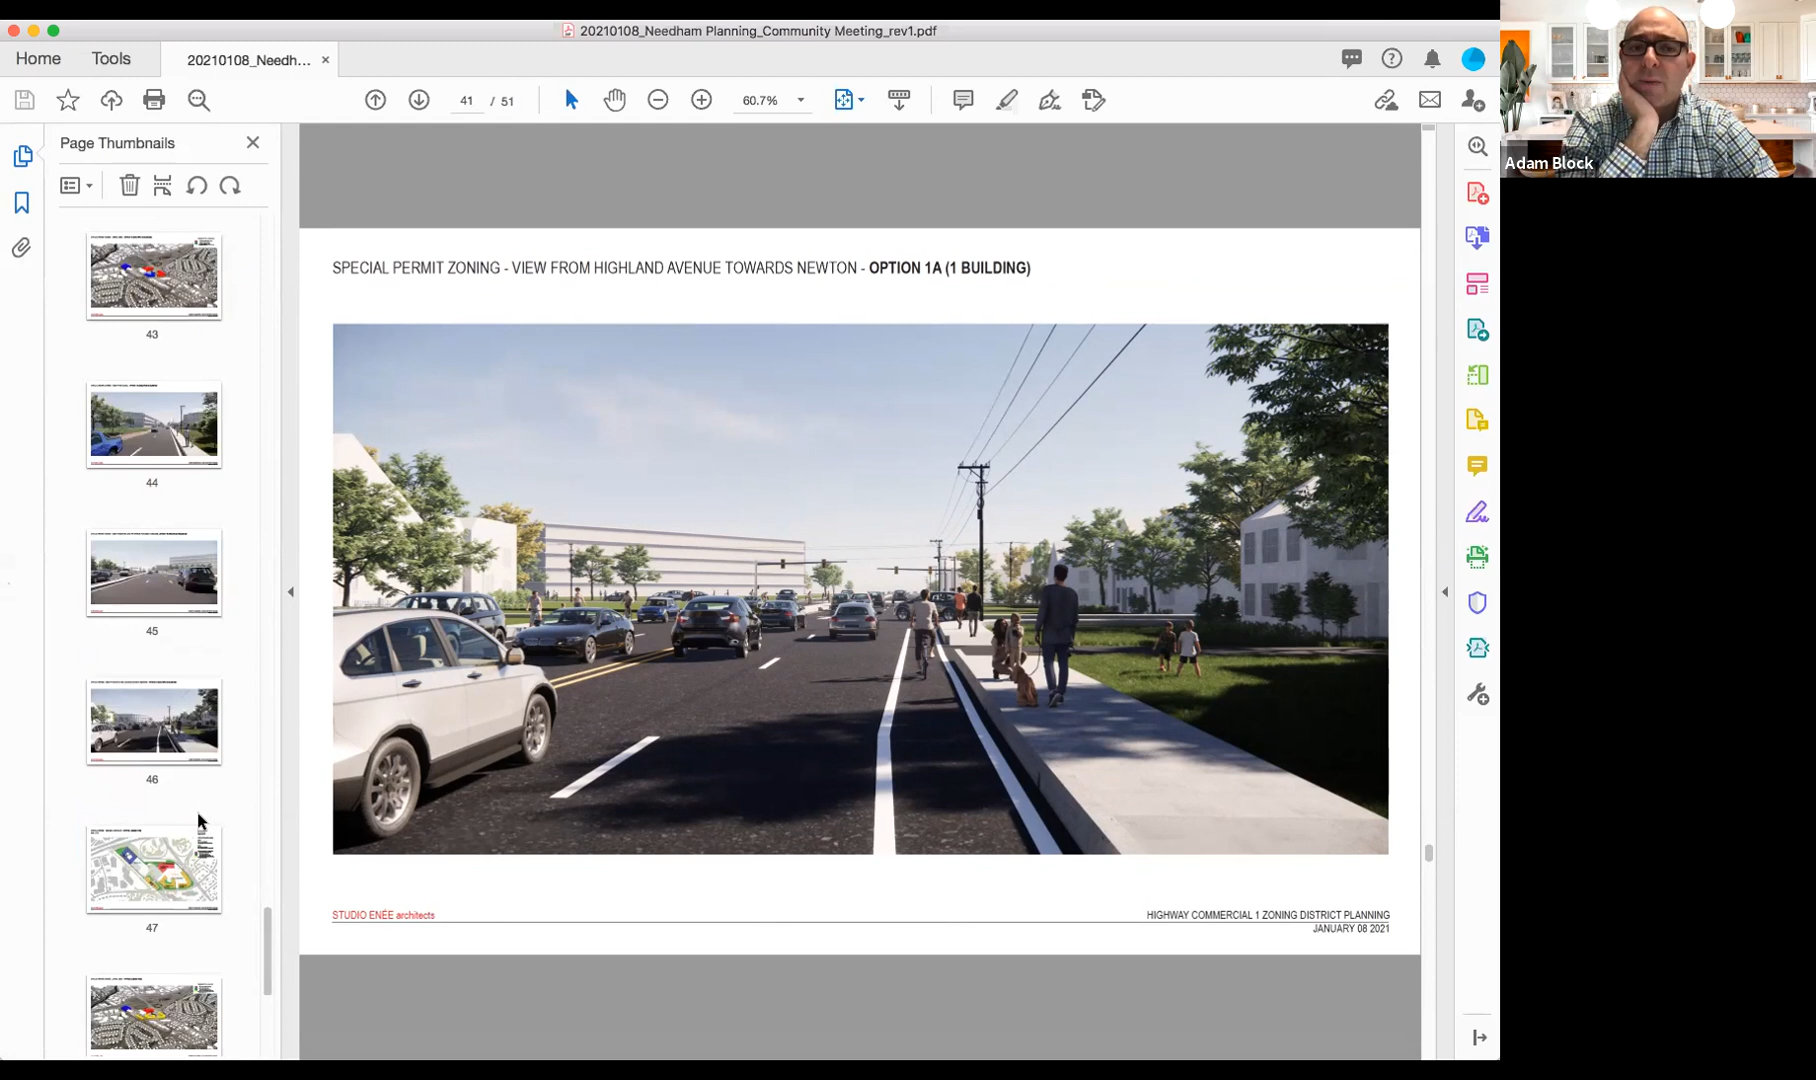 20210108_Needham Planning_Community Meeting_rev1.pdf
Home
Tools
20210108_Needh...
41 / 51
60.7%
Page Thumbnails
43
44
45
46
47
SPECIAL PERMIT ZONING - VIEW FROM HIGHLAND AVENUE TOWARDS NEWTON - OPTION 1A (1 BUILDING)
STUDIO ENÉE architects
HIGHWAY COMMERCIAL 1 ZONING DISTRICT PLANNING
JANUARY 08 2021
Adam Block